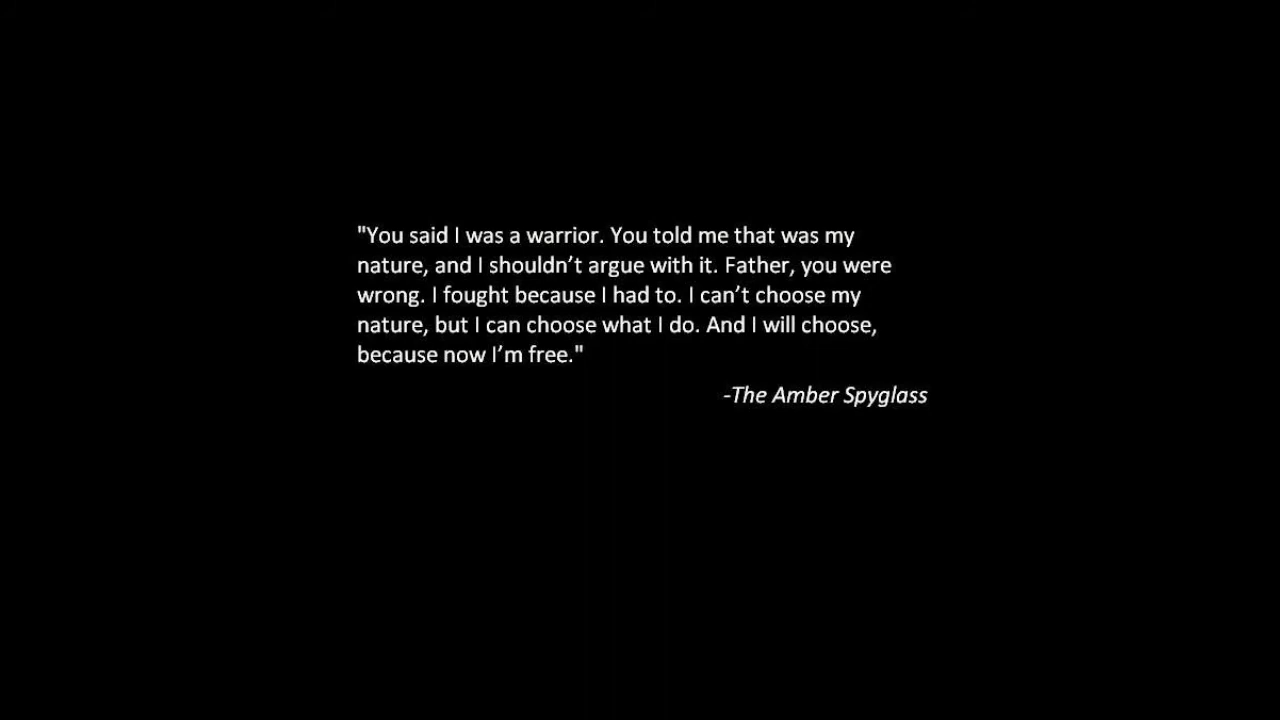 "You said I was a warrior. You told me that was my
nature, and I shouldn’t argue with it. Father, you were
wrong. I fought because I had to. I can’t choose my
nature, but I can choose what I do. And I will choose,
because now I’m free."
-The Amber Spyglass